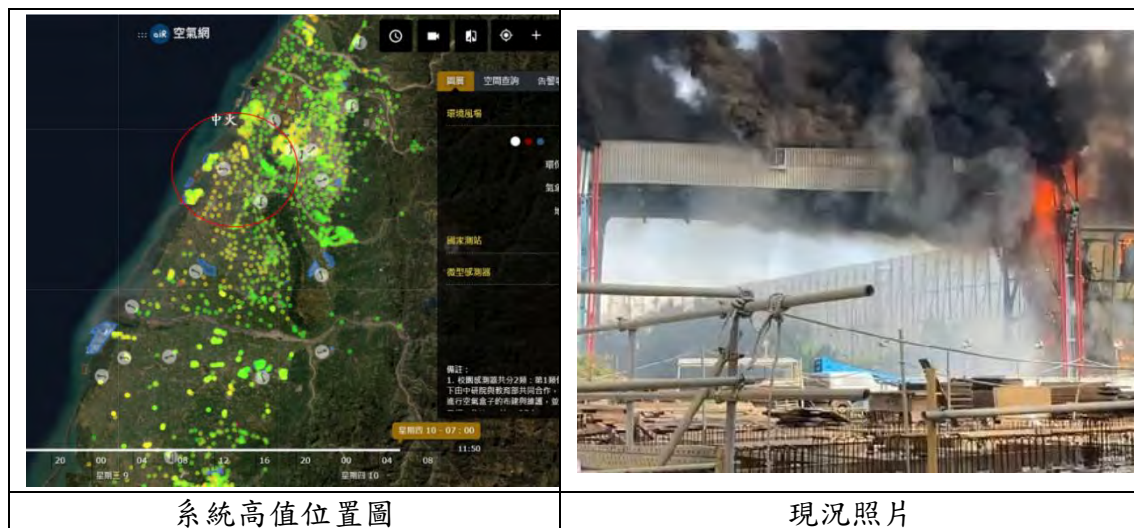 ::: aiR 空氣網
中火
圖層 空間查詢
環境風場
國家測站
微型感測器
備註：
1. 校園感測器共分2類：第1類
下由中研院與教育部共同合作，
進行空氣盒子的布建與維護，並
星期四 10 - 07：00
11:50
20 00 04 08 12 16 20 00 04 08
星期三 9 星期四 10
系統高值位置圖 現況照片